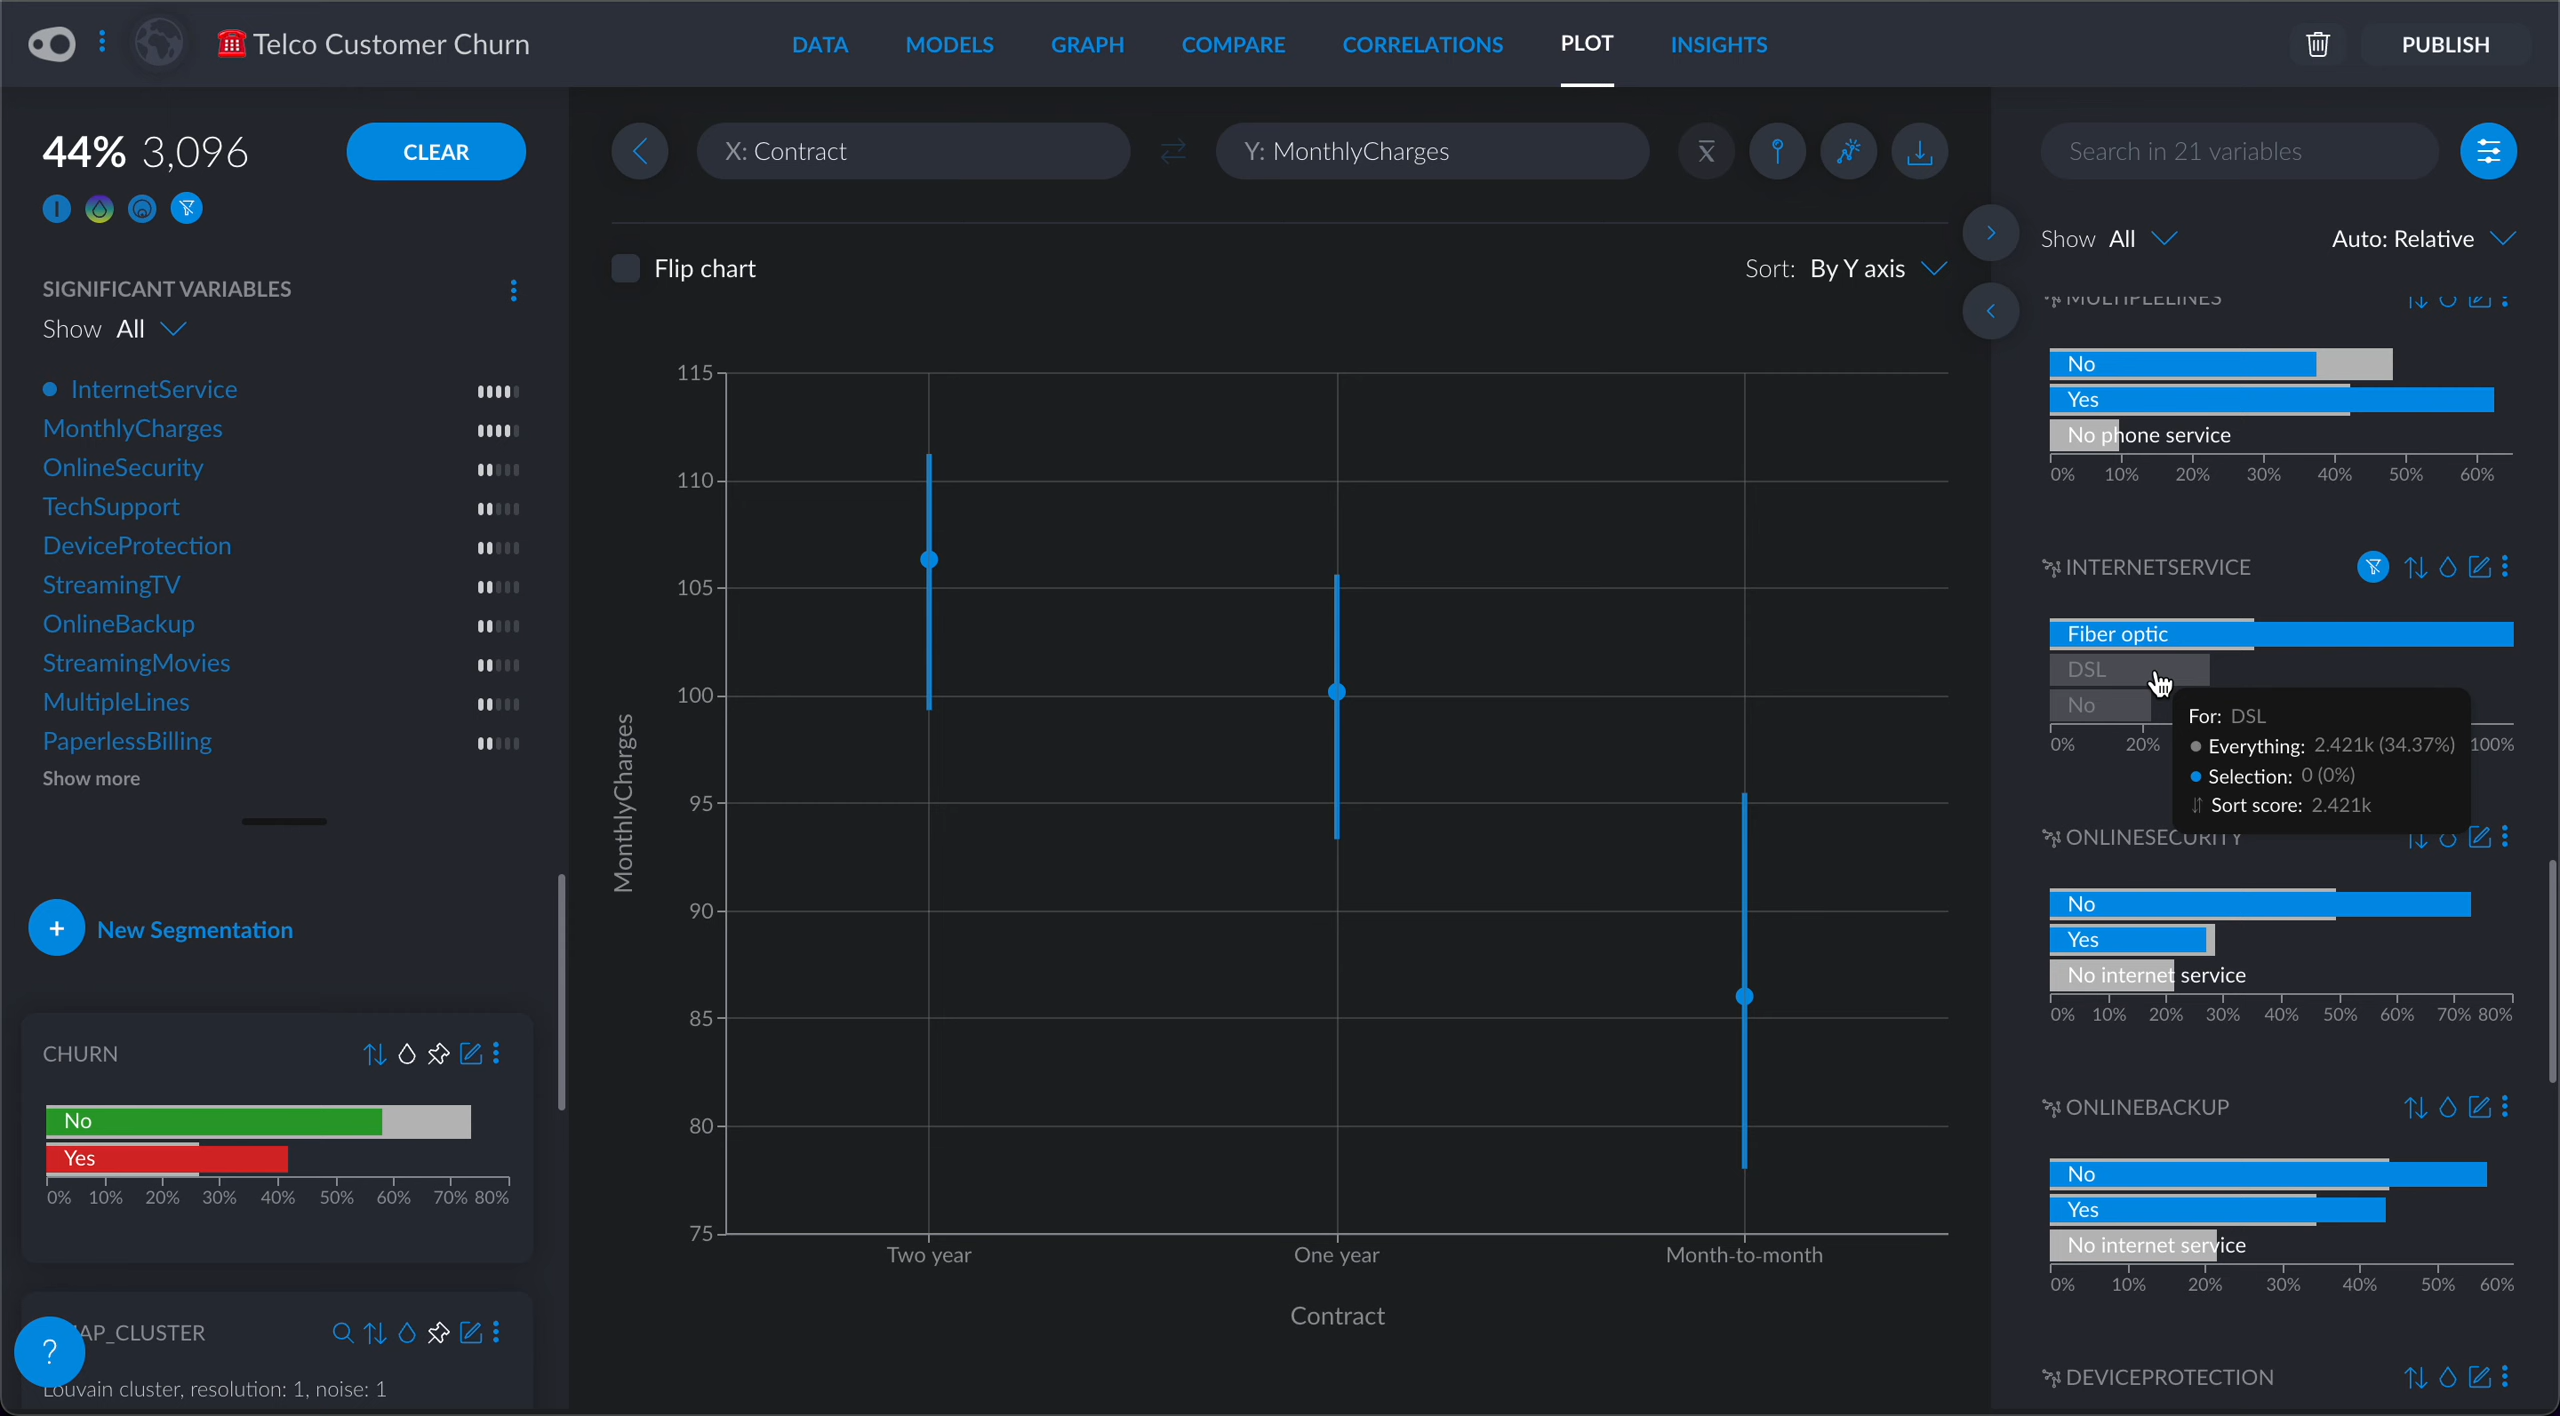 Telco Customer Churn
DATA
MODELS
GRAPH
COMPARE
CORRELATIONS
PLOT
INSIGHTS
PUBLISH
44% 3,096
CLEAR
SIGNIFICANT VARIABLES
Show All
InternetService
MonthlyCharges
OnlineSecurity
TechSupport
DeviceProtection
StreamingTV
OnlineBackup
StreamingMovies
MultipleLines
PaperlessBilling
Show more
+ New Segmentation
CHURN
No
Yes
0% 10% 20% 30% 40% 50% 60% 70% 80%
AP_CLUSTER
?
Louvain cluster, resolution: 1, noise: 1
X: Contract
Y: MonthlyCharges
Flip chart
Sort: By Y axis
MonthlyCharges
115
110
105
100
95
90
85
80
75
Two year
One year
Month-to-month
Contract
Search in 21 variables
Show All
Auto: Relative
MULTIPLELINES
No
Yes
No phone service
0% 10% 20% 30% 40% 50% 60%
INTERNETSERVICE
Fiber optic
DSL
No
0% 20% 100%
For: DSL
Everything: 2.421k (34.37%)
Selection: 0 (0%)
Sort score: 2.421k
ONLINESECURITY
No
Yes
No internet service
0% 10% 20% 30% 40% 50% 60% 70% 80%
ONLINEBACKUP
No
Yes
No internet service
0% 10% 20% 30% 40% 50% 60%
DEVICEPROTECTION